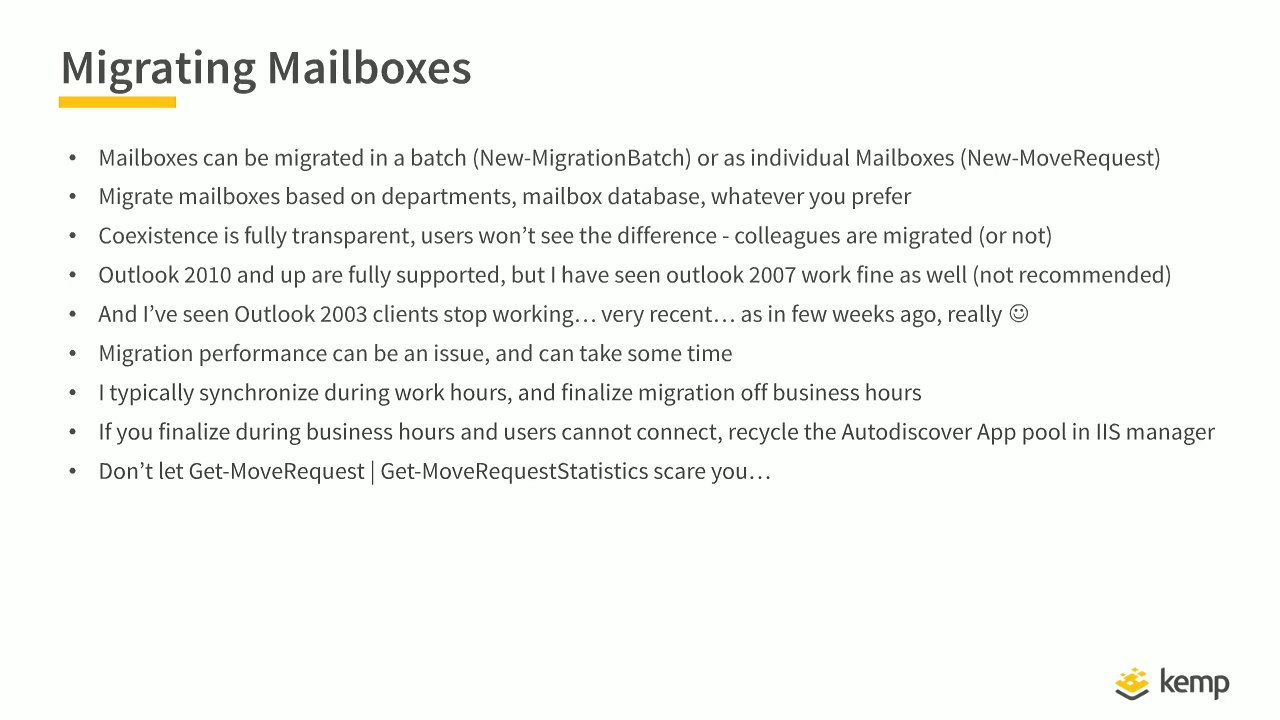 Migrating Mailboxes
• Mailboxes can be migrated in a batch (New-MigrationBatch) or as individual Mailboxes (New-MoveRequest)
• Migrate mailboxes based on departments, mailbox database, whatever you prefer
• Coexistence is fully transparent, users won’t see the difference - colleagues are migrated (or not)
• Outlook 2010 and up are fully supported, but I have seen outlook 2007 work fine as well (not recommended)
• And I’ve seen Outlook 2003 clients stop working… very recent… as in few weeks ago, really ☺
• Migration performance can be an issue, and can take some time
• I typically synchronize during work hours, and finalize migration off business hours
• If you finalize during business hours and users cannot connect, recycle the Autodiscover App pool in IIS manager
• Don’t let Get-MoveRequest | Get-MoveRequestStatistics scare you…
kemp